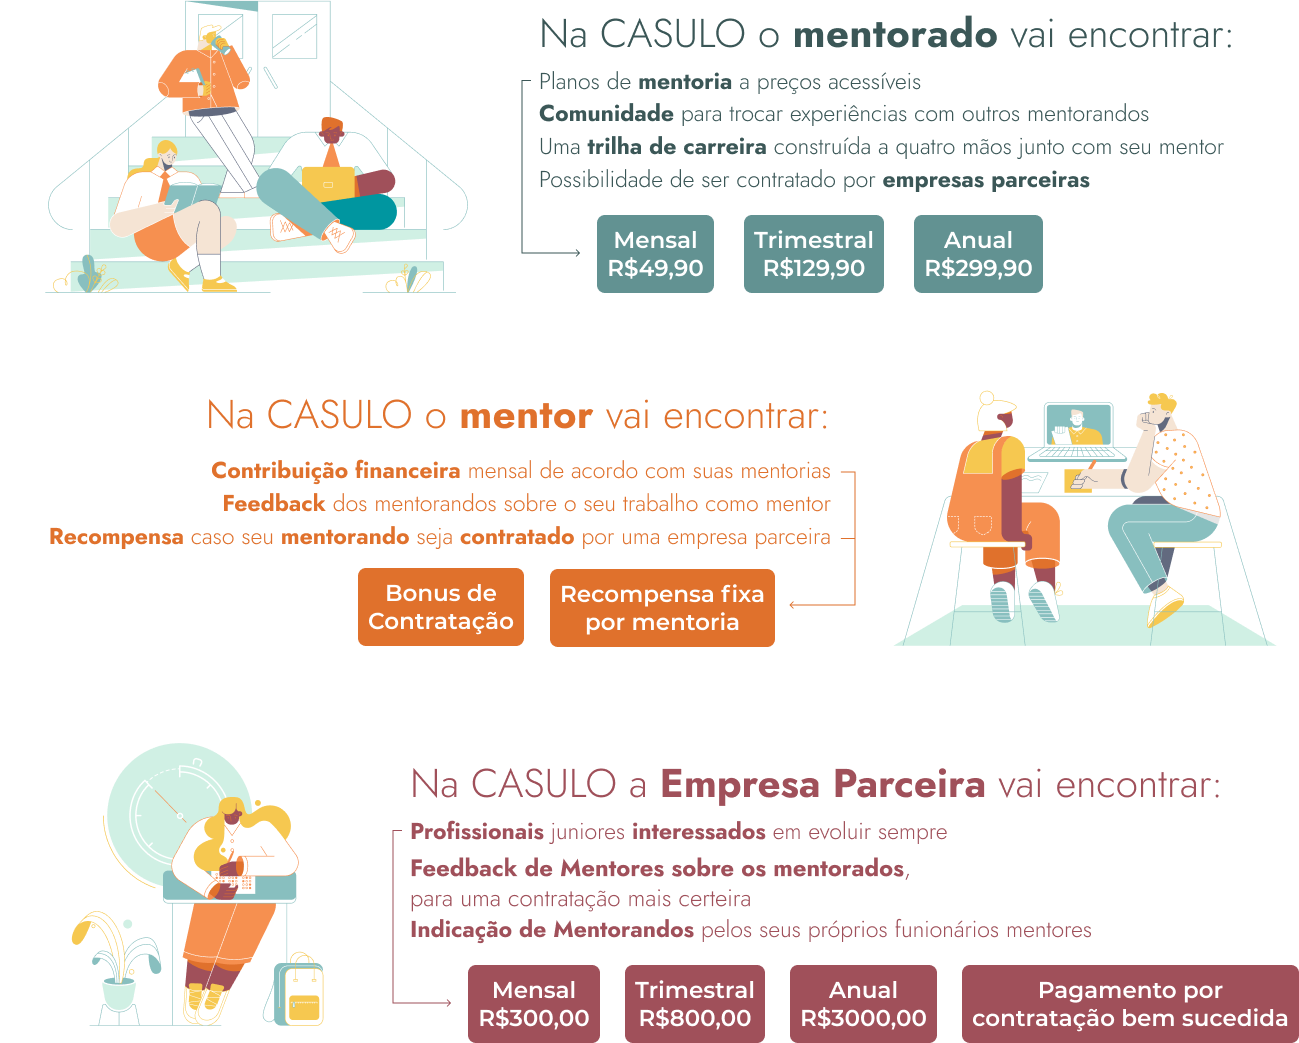 Na CASULO o mentorado vai encontrar:
Planos de mentoria a preços acessíveis
Comunidade para trocar experiências com outros mentorandos
Uma trilha de carreira construída a quatro mãos junto com seu mentor
Possibilidade de ser contratado por empresas parceiras
Mensal
R$49,90
Trimestral
R$129,90
Anual
R$299,90
Na CASULO o mentor vai encontrar:
Contribuição financeira mensal de acordo com suas mentorias
Feedback dos mentorandos sobre o seu trabalho como mentor
Recompensa caso seu mentorando seja contratado por uma empresa parceira
Bonus de
Contratação
Recompensa fixa
por mentoria
Na CASULO a Empresa Parceira vai encontrar:
Profissionais juniores interessados em evoluir sempre
Feedback de Mentores sobre os mentorados,
para uma contratação mais certeira
Indicação de Mentorandos pelos seus próprios funionários mentores
Mensal
R$300,00
Trimestral
R$800,00
Anual
R$3000,00
Pagamento por
contratação bem sucedida